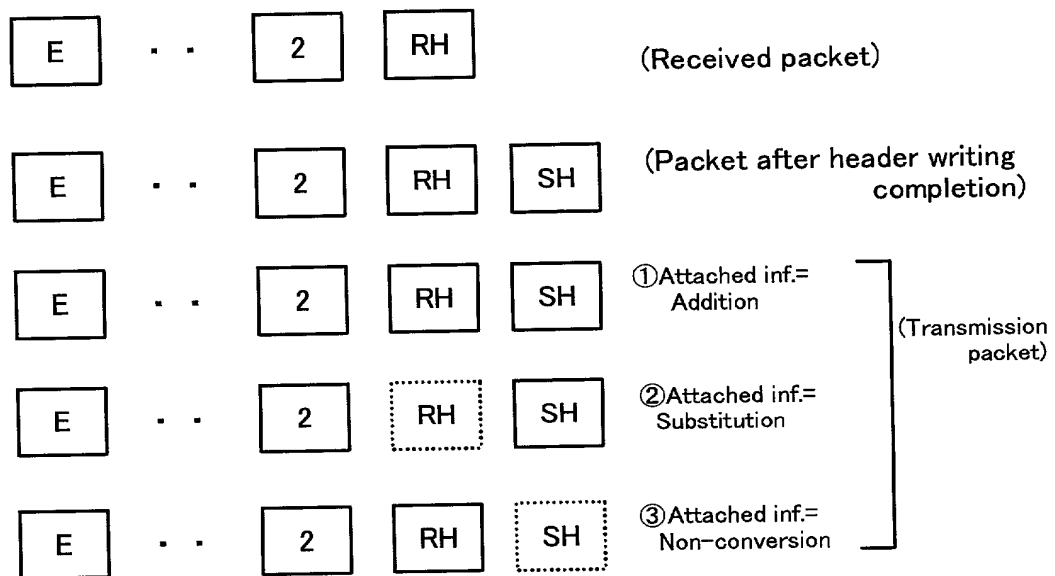 E ・ ・ 2 RH (Received packet)
E ・ ・ 2 RH SH (Packet after header writing
completion)
E ・ ・ 2 RH SH ①Attached inf.=
Addition
(Transmission
packet)
E ・ ・ 2 RH SH ②Attached inf.=
Substitution
E ・ ・ 2 RH SH ③Attached inf.=
Non-conversion